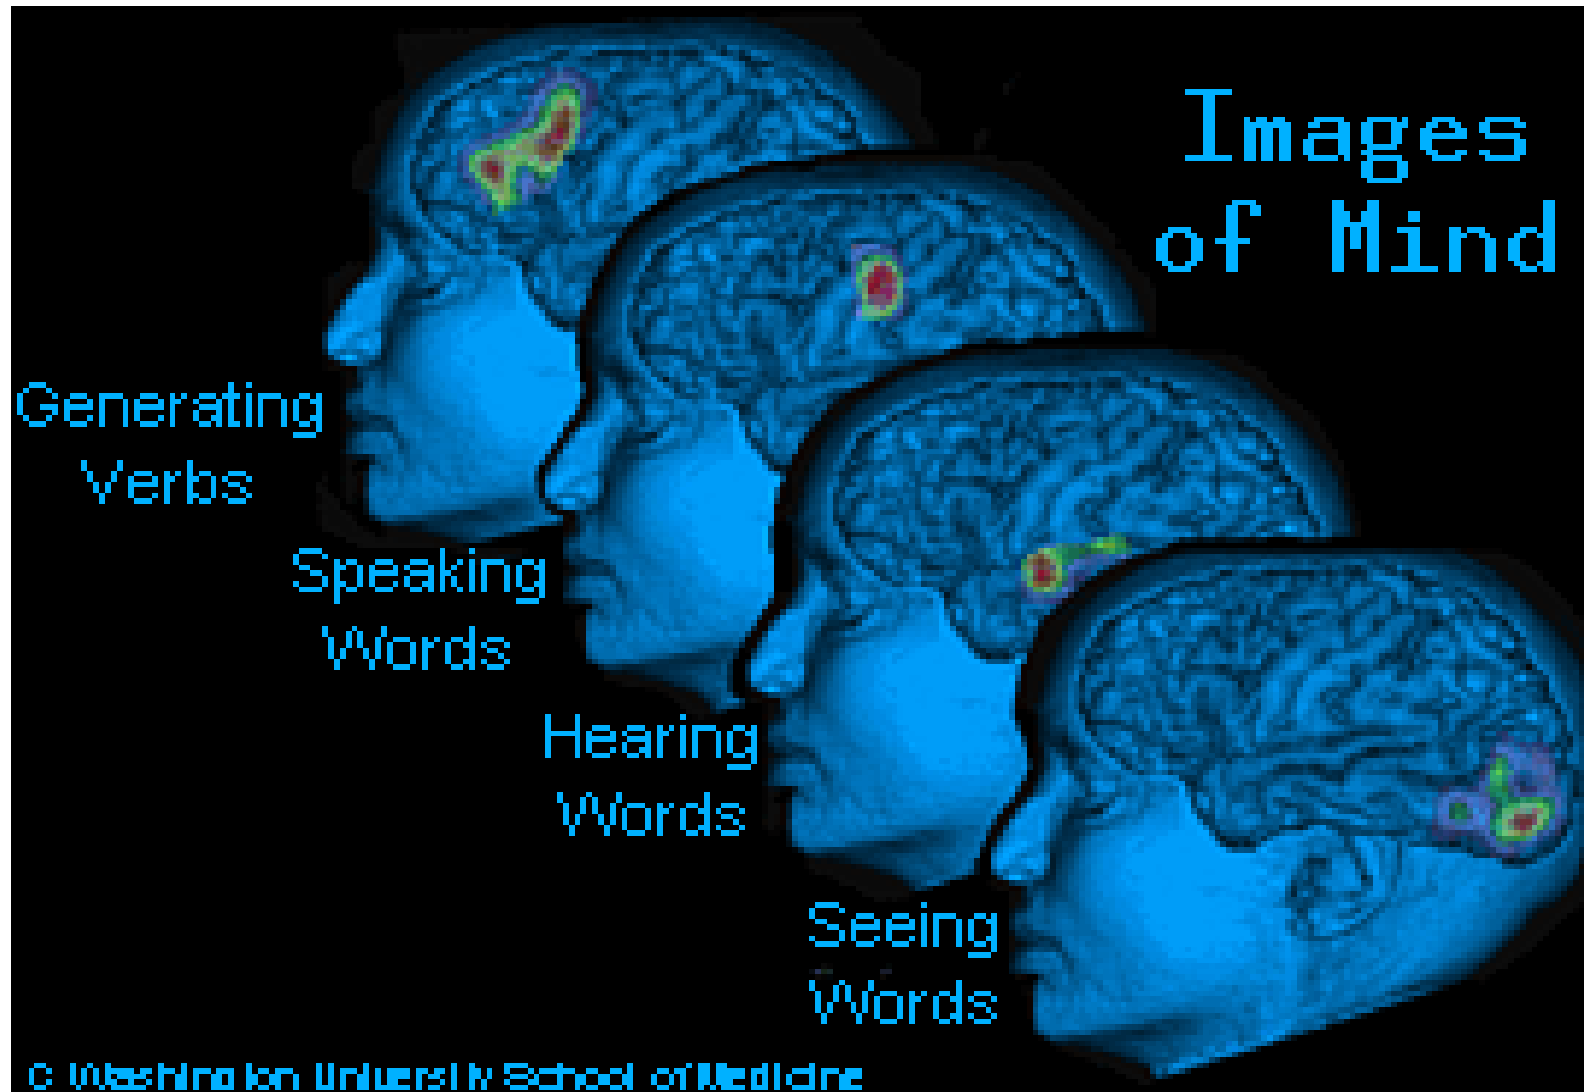 Images
of Mind
Generating
Verbs
Speaking
Words
Hearing
Words
Seeing
Words
© Washington University School of Medicine